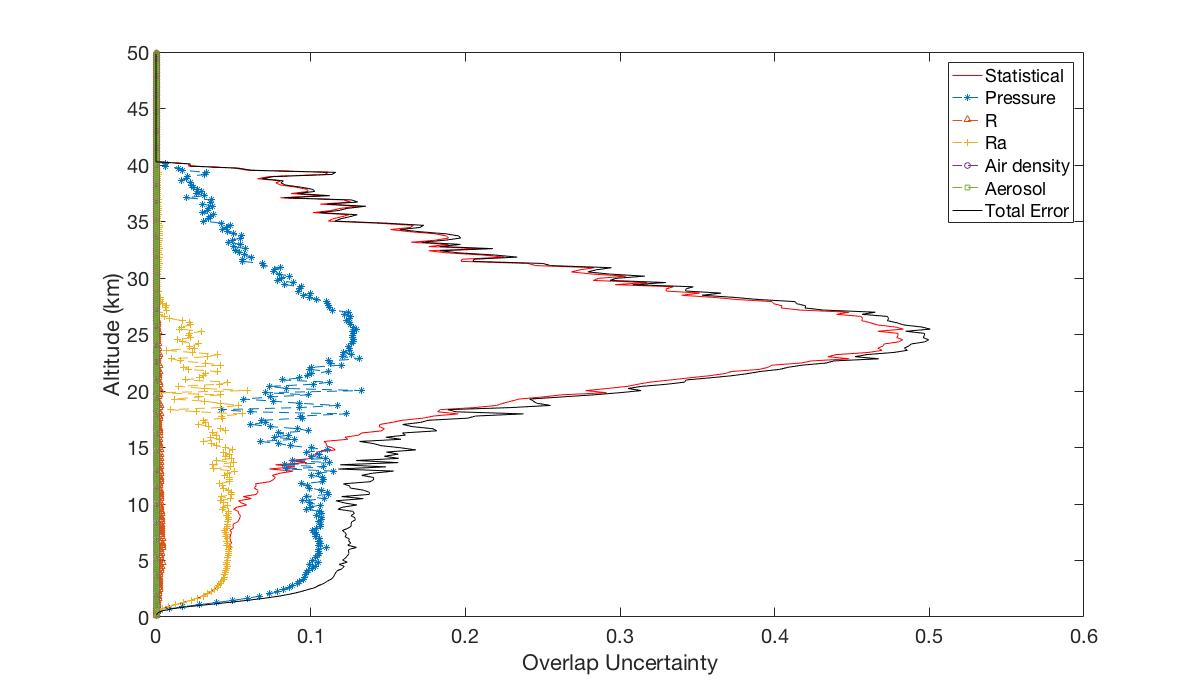 50
45
40
35
30
25
20
15
10
5
0
Altitude (km)
0 0.1 0.2 0.3 0.4 0.5 0.6
Overlap Uncertainty
Statistical
Pressure
R
Ra
Air density
Aerosol
Total Error